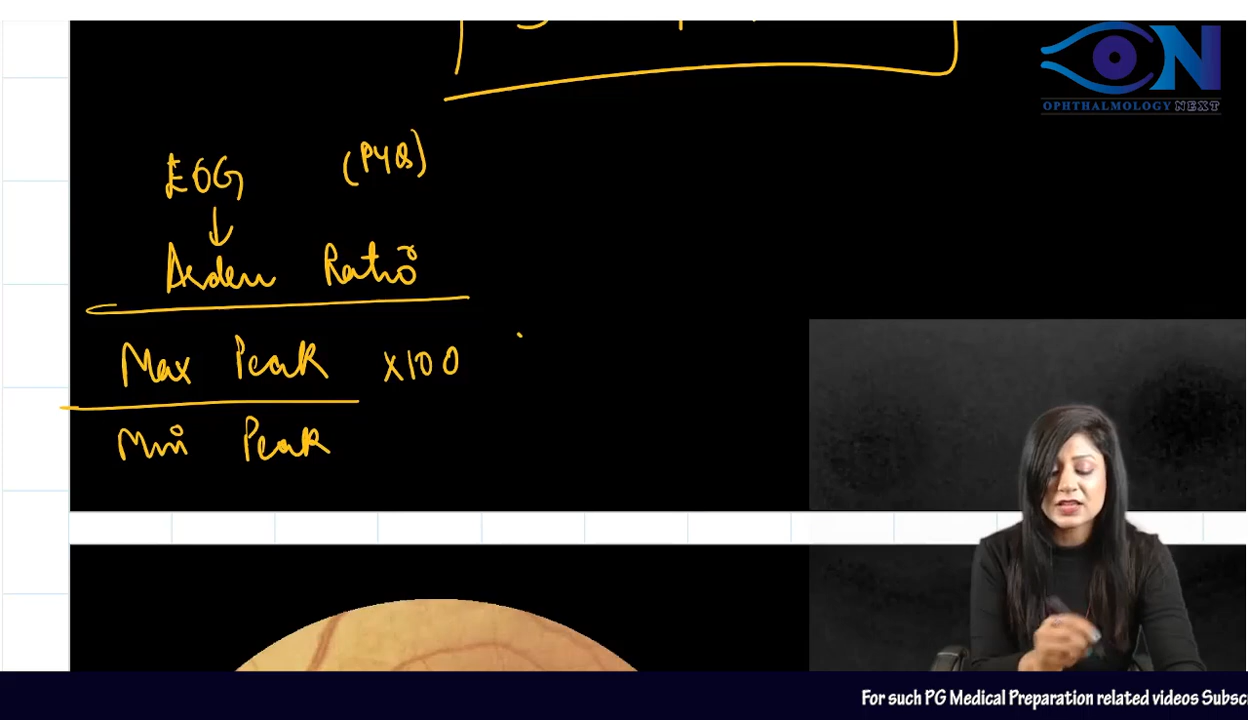 ON
OPHTHALMOLOGY NEXT
EOG (PYQ)
↓
Arden Ratio
Max Peak x100
Min Peak
For such PG Medical Preparation related videos Subsc